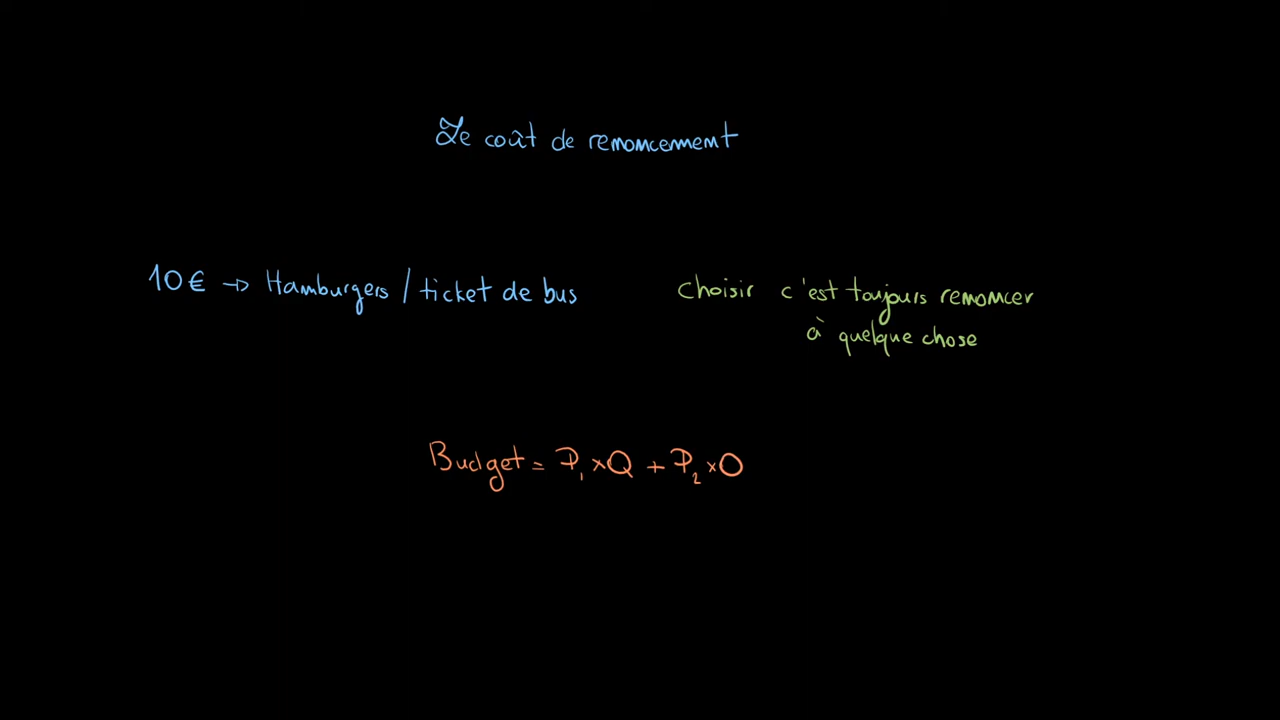 Le coût de renoncement
10€ → Hamburgers / ticket de bus
choisir c'est toujours renoncer
à quelque chose
Budget = P₁ × Q + P₂ × O